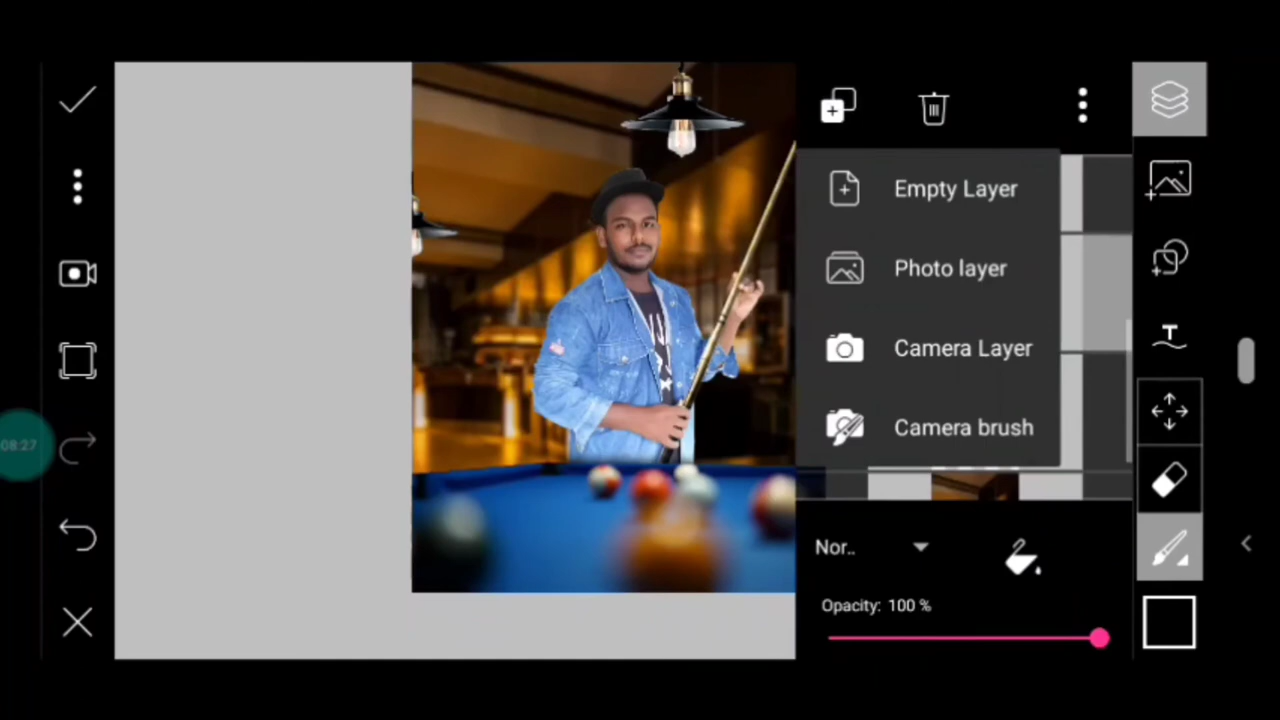 Empty Layer
Photo layer
Camera Layer
Camera brush
08:27
Nor..
Opacity: 100 %
T